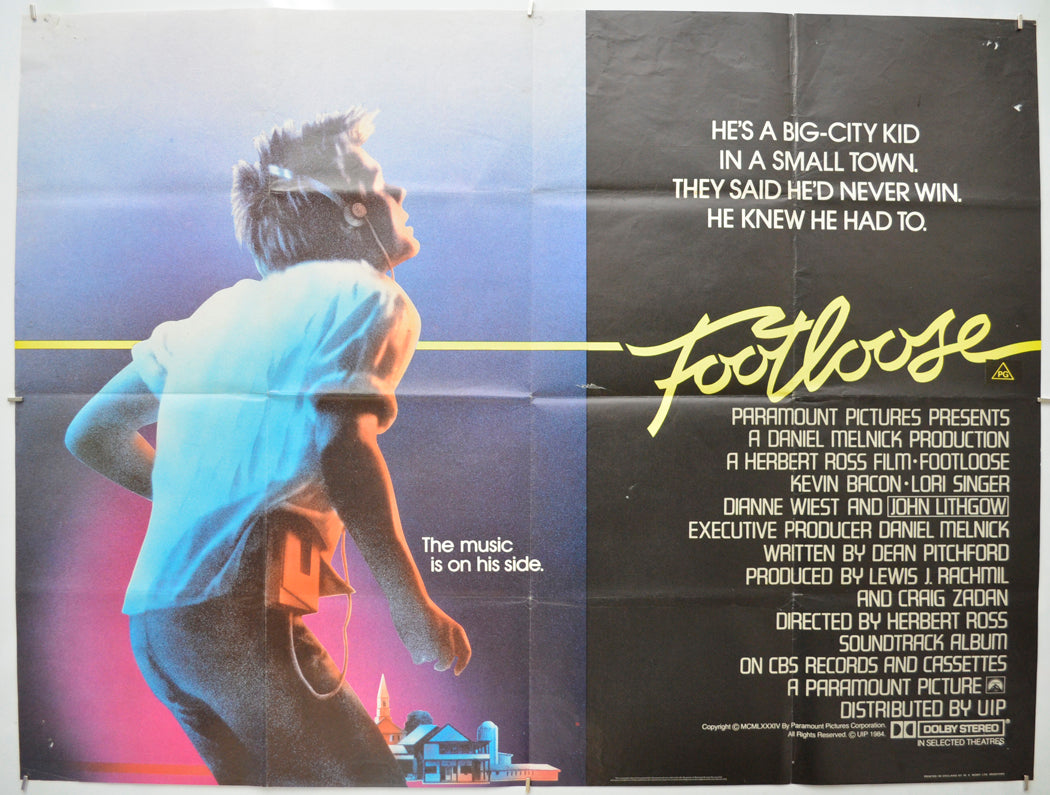 HE'S A BIG-CITY KID
IN A SMALL TOWN.
THEY SAID HE'D NEVER WIN.
HE KNEW HE HAD TO.
Footloose
PG
The music
is on his side.
PARAMOUNT PICTURES PRESENTS
A DANIEL MELNICK PRODUCTION
A HERBERT ROSS FILM·FOOTLOOSE
KEVIN BACON·LORI SINGER
DIANNE WIEST AND JOHN LITHGOW
EXECUTIVE PRODUCER DANIEL MELNICK
WRITTEN BY DEAN PITCHFORD
PRODUCED BY LEWIS J. RACHMIL
AND CRAIG ZADAN
DIRECTED BY HERBERT ROSS
SOUNDTRACK ALBUM
ON CBS RECORDS AND CASSETTES
A PARAMOUNT PICTURE
DISTRIBUTED BY UIP
Copyright © MCMLXXXIV By Paramount Pictures Corporation.
All Rights Reserved. © UIP 1984.
DOLBY STEREO
IN SELECTED THEATRES